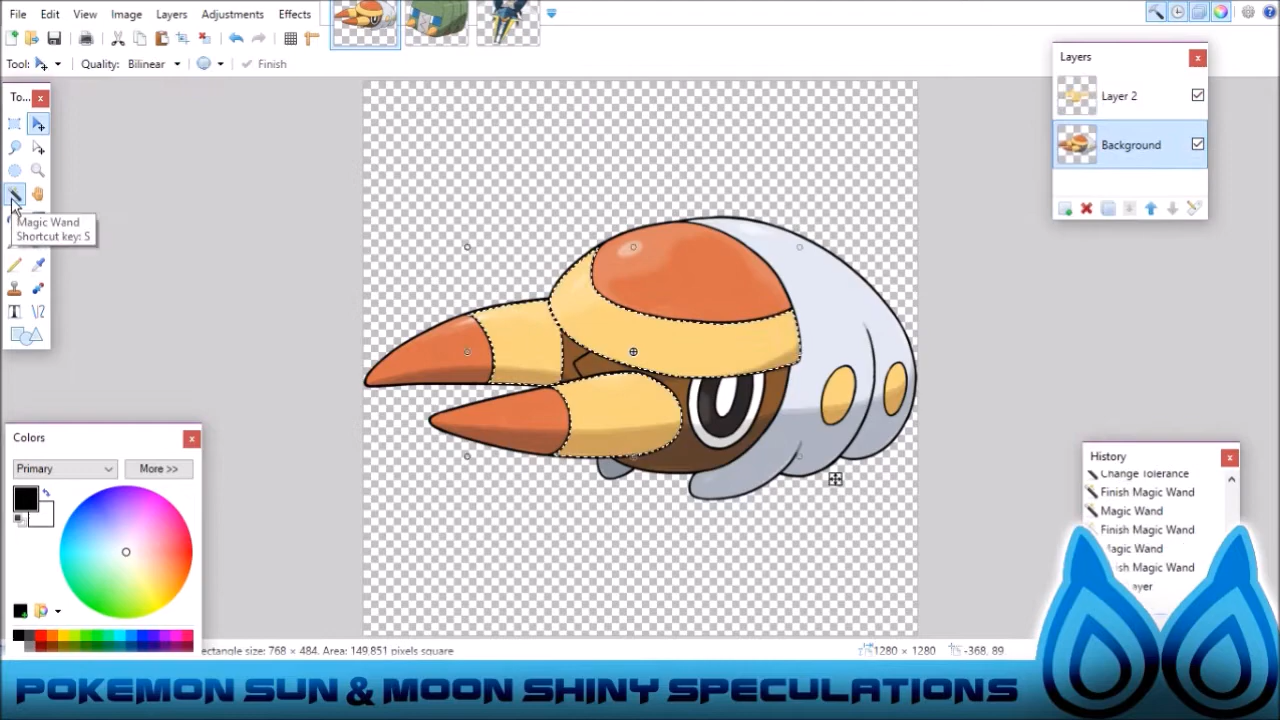 File Edit View Image Layers Adjustments Effects
Tool: Quality: Bilinear Finish
To...
Magic Wand
Shortcut key: S
Layers
Layer 2
Background
Colors
Primary More >>
History
Change Tolerance
Finish Magic Wand
Magic Wand
Finish Magic Wand
Magic Wand
Finish Magic Wand
ectangle size: 768 × 484. Area: 149,851 pixels square 1280 × 1280 -368, 89
POKEMON SUN & MOON SHINY SPECULATIONS